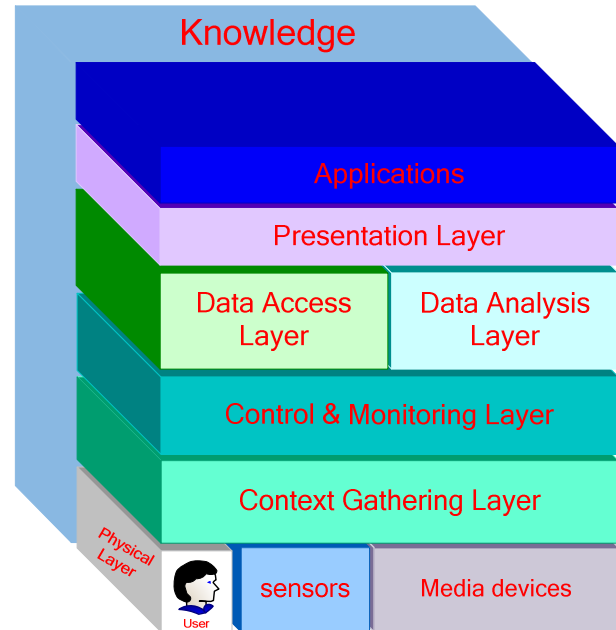 Knowledge
Applications
Presentation Layer
Data Access
Layer
Data Analysis
Layer
Control & Monitoring Layer
Context Gathering Layer
Physical
Layer
User
sensors
Media devices